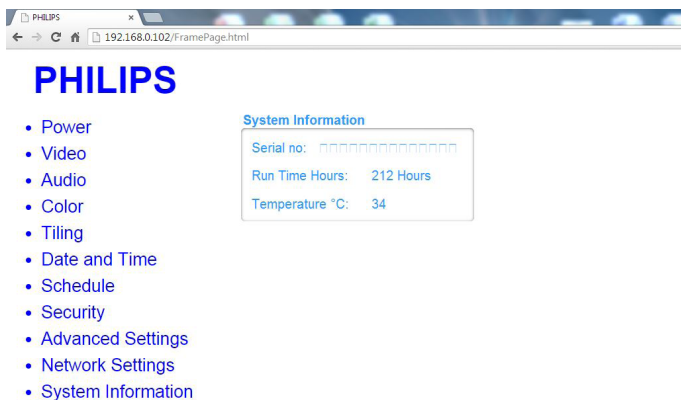 PHILIPS
192.168.0.102/FramePage.html
PHILIPS
System Information
Serial no:
Run Time Hours: 212 Hours
Temperature °C: 34
Power
Video
Audio
Color
Tiling
Date and Time
Schedule
Security
Advanced Settings
Network Settings
System Information